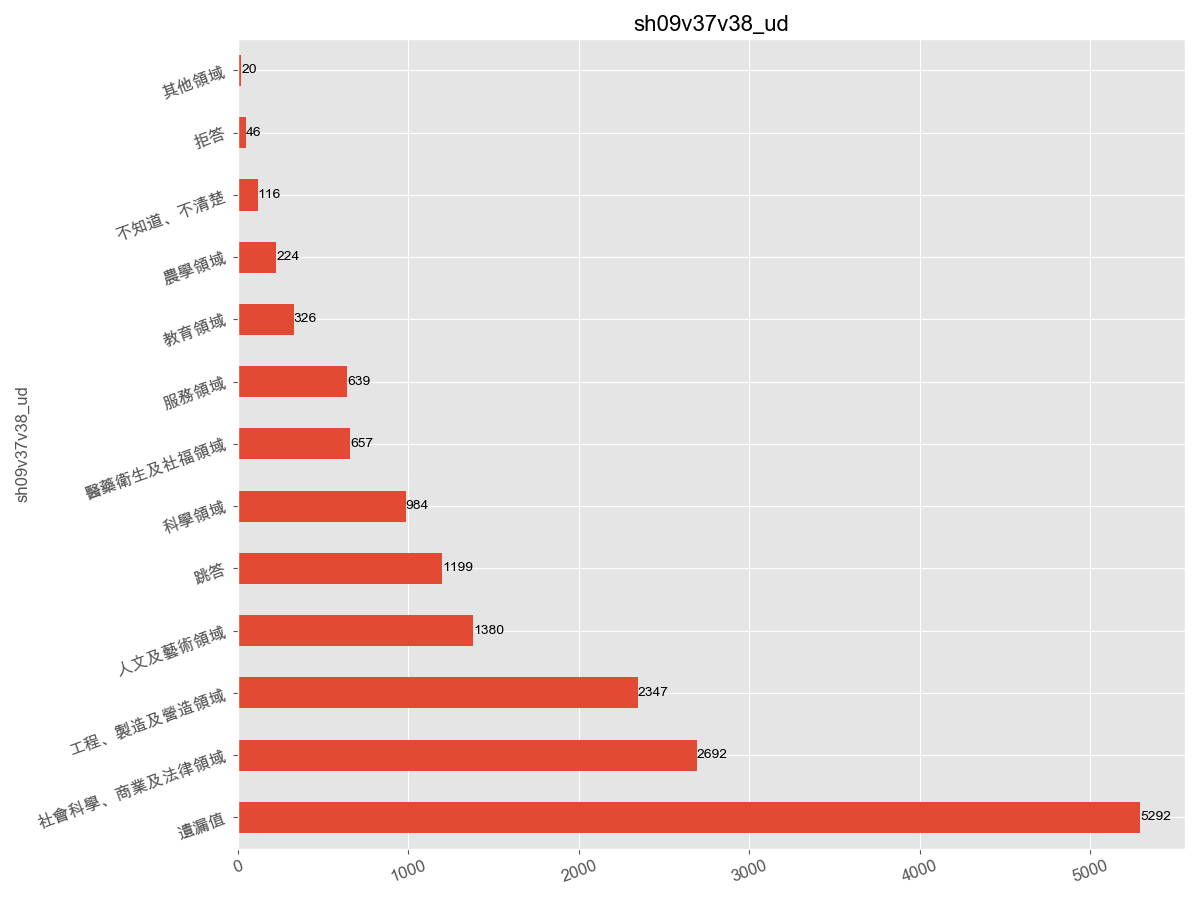 sh09v37v38_ud
其他領域 20
拒答 46
不知道、不清楚 116
農學領域 224
教育領域 326
服務領域 639
醫藥衛生及社福領域 657
科學領域 984
跳答 1199
人文及藝術領域 1380
工程、製造及營造領域 2347
社會科學、商業及法律領域 2692
遺漏值 5292
0 1000 2000 3000 4000 5000
sh09v37v38_ud